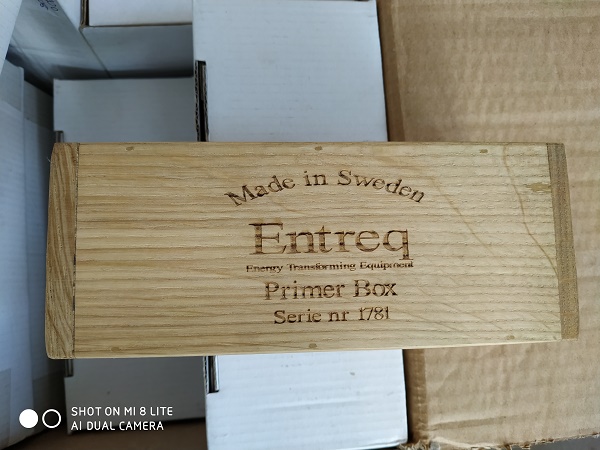 Made in Sweden
Entreq
Energy Transforming Equipment
Primer Box
Serie nr 1781
SHOT ON MI 8 LITE
AI DUAL CAMERA